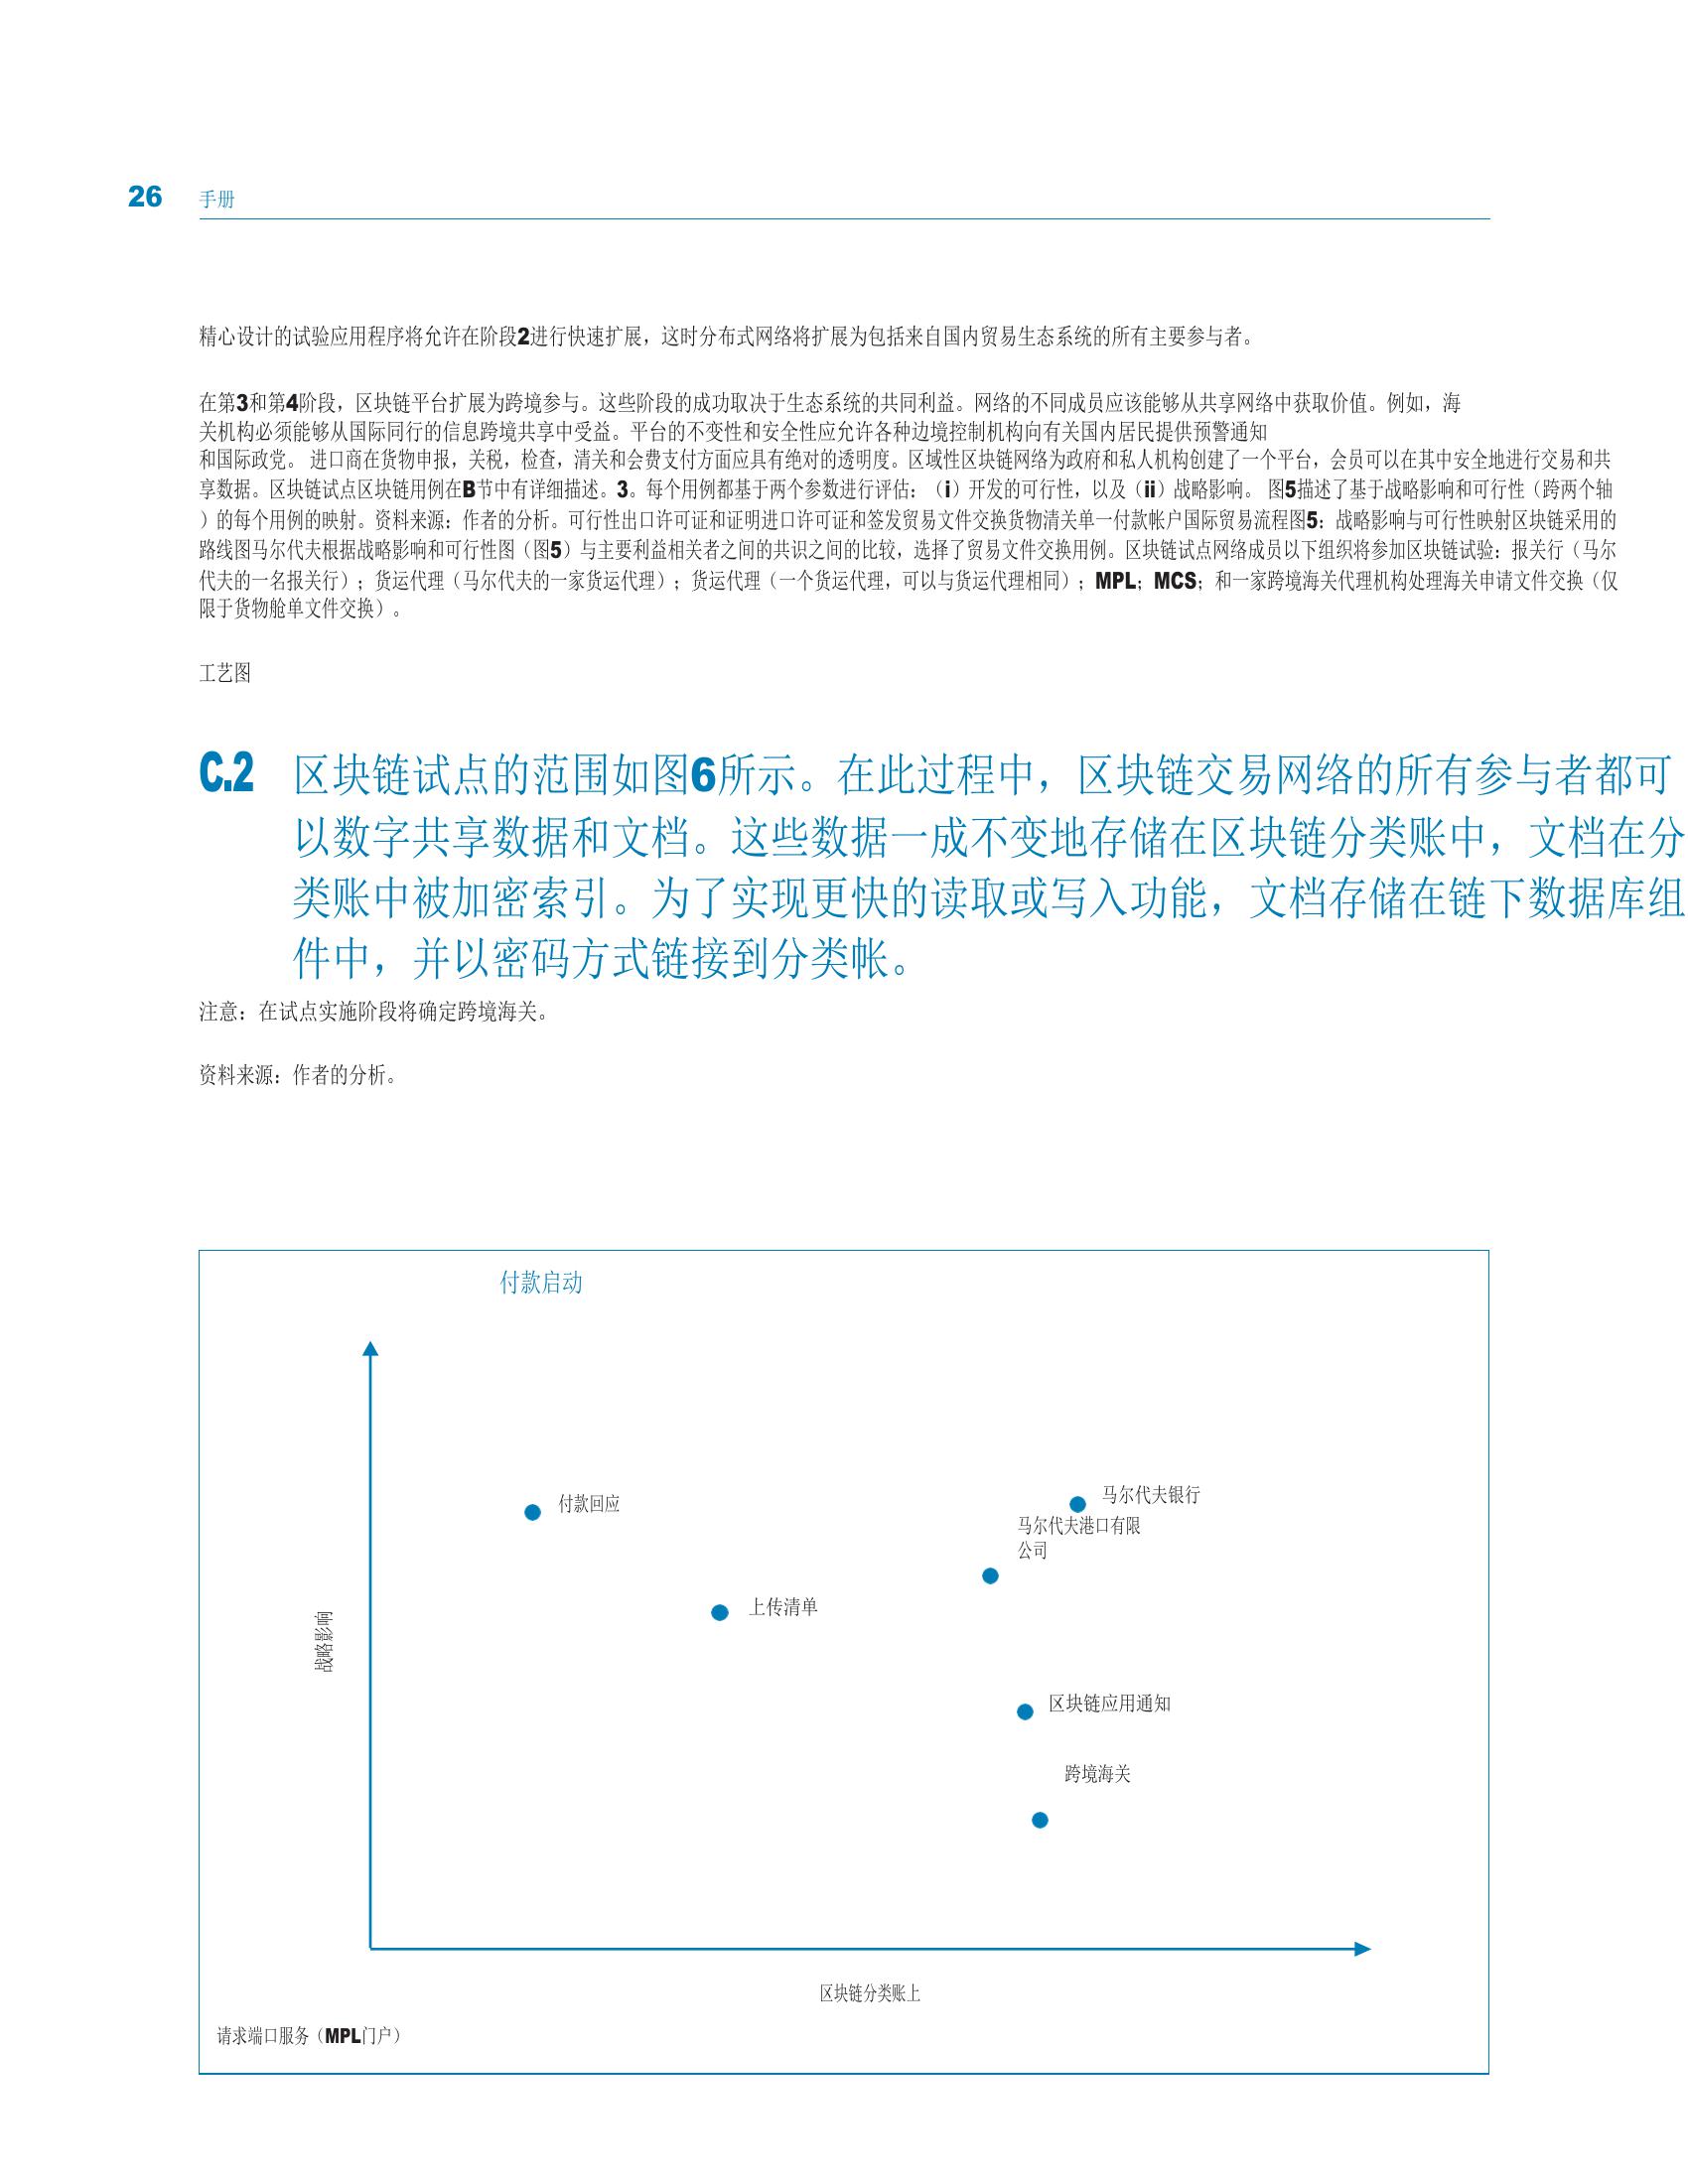 26 手册
精心设计的试验应用程序将允许在阶段2进行快速扩展，这时分布式网络将扩展为包括来自国内贸易生态系统的所有主要参与者。
在第3和第4阶段，区块链平台扩展为跨境参与。这些阶段的成功取决于生态系统的共同利益。网络的不同成员应该能够从共享网络中获取价值。例如，海
关机构必须能够从国际同行的信息跨境共享中受益。平台的不变性和安全性应允许各种边境控制机构向有关国内居民提供预警通知
和国际政党。 进口商在货物申报，关税，检查，清关和会费支付方面应具有绝对的透明度。区域性区块链网络为政府和私人机构创建了一个平台，会员可以在其中安全地进行交易和共
享数据。区块链试点区块链用例在B节中有详细描述。3。每个用例都基于两个参数进行评估：（i）开发的可行性，以及（ii）战略影响。 图5描述了基于战略影响和可行性（跨两个轴
）的每个用例的映射。资料来源：作者的分析。可行性出口许可证和证明进口许可证和签发贸易文件交换货物清关单一付款帐户国际贸易流程图5：战略影响与可行性映射区块链采用的
路线图马尔代夫根据战略影响和可行性图（图5）与主要利益相关者之间的共识之间的比较，选择了贸易文件交换用例。区块链试点网络成员以下组织将参加区块链试验：报关行（马尔
代夫的一名报关行）；货运代理（马尔代夫的一家货运代理）；货运代理（一个货运代理，可以与货运代理相同）；MPL；MCS；和一家跨境海关代理机构处理海关申请文件交换（仅
限于货物舱单文件交换）。
工艺图
C.2 区块链试点的范围如图6所示。在此过程中，区块链交易网络的所有参与者都可
以数字共享数据和文档。这些数据一成不变地存储在区块链分类账中，文档在分
类账中被加密索引。为了实现更快的读取或写入功能，文档存储在链下数据库组
件中，并以密码方式链接到分类帐。
注意：在试点实施阶段将确定跨境海关。
资料来源：作者的分析。
付款启动
付款回应
马尔代夫银行
马尔代夫港口有限
公司
上传清单
战略影响
区块链应用通知
跨境海关
区块链分类账上
请求端口服务（MPL门户）